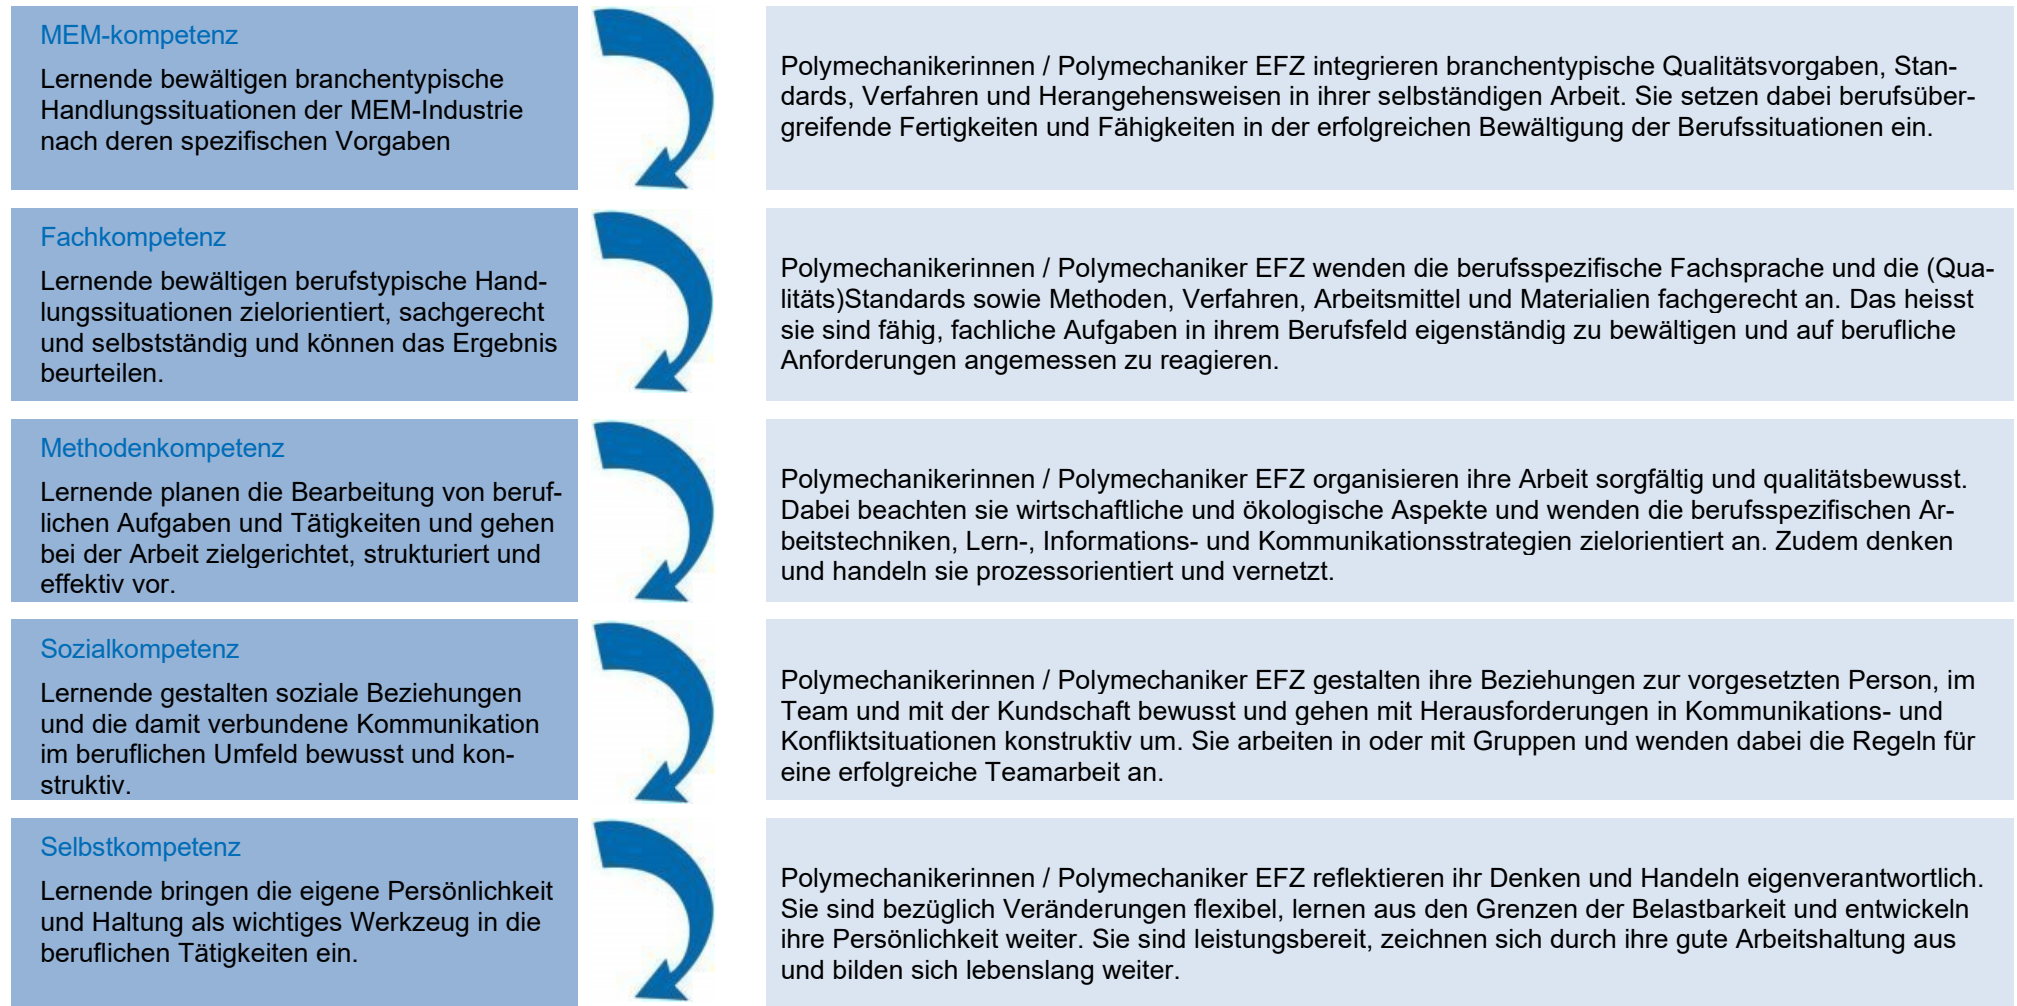 MEM-kompetenz
Lernende bewältigen branchentypische
Handlungssituationen der MEM-Industrie
nach deren spezifischen Vorgaben
Polymechanikerinnen / Polymechaniker EFZ integrieren branchentypische Qualitätsvorgaben, Stan-
dards, Verfahren und Herangehensweisen in ihrer selbständigen Arbeit. Sie setzen dabei berufsüber-
greifende Fertigkeiten und Fähigkeiten in der erfolgreichen Bewältigung der Berufssituationen ein.
Fachkompetenz
Lernende bewältigen berufstypische Hand-
lungssituationen zielorientiert, sachgerecht
und selbstständig und können das Ergebnis
beurteilen.
Polymechanikerinnen / Polymechaniker EFZ wenden die berufsspezifische Fachsprache und die (Qua-
litäts)Standards sowie Methoden, Verfahren, Arbeitsmittel und Materialien fachgerecht an. Das heisst
sie sind fähig, fachliche Aufgaben in ihrem Berufsfeld eigenständig zu bewältigen und auf berufliche
Anforderungen angemessen zu reagieren.
Methodenkompetenz
Lernende planen die Bearbeitung von beruf-
lichen Aufgaben und Tätigkeiten und gehen
bei der Arbeit zielgerichtet, strukturiert und
effektiv vor.
Polymechanikerinnen / Polymechaniker EFZ organisieren ihre Arbeit sorgfältig und qualitätsbewusst.
Dabei beachten sie wirtschaftliche und ökologische Aspekte und wenden die berufsspezifischen Ar-
beitstechniken, Lern-, Informations- und Kommunikationsstrategien zielorientiert an. Zudem denken
und handeln sie prozessorientiert und vernetzt.
Sozialkompetenz
Lernende gestalten soziale Beziehungen
und die damit verbundene Kommunikation
im beruflichen Umfeld bewusst und kon-
struktiv.
Polymechanikerinnen / Polymechaniker EFZ gestalten ihre Beziehungen zur vorgesetzten Person, im
Team und mit der Kundschaft bewusst und gehen mit Herausforderungen in Kommunikations- und
Konfliktsituationen konstruktiv um. Sie arbeiten in oder mit Gruppen und wenden dabei die Regeln für
eine erfolgreiche Teamarbeit an.
Selbstkompetenz
Lernende bringen die eigene Persönlichkeit
und Haltung als wichtiges Werkzeug in die
beruflichen Tätigkeiten ein.
Polymechanikerinnen / Polymechaniker EFZ reflektieren ihr Denken und Handeln eigenverantwortlich.
Sie sind bezüglich Veränderungen flexibel, lernen aus den Grenzen der Belastbarkeit und entwickeln
ihre Persönlichkeit weiter. Sie sind leistungsbereit, zeichnen sich durch ihre gute Arbeitshaltung aus
und bilden sich lebenslang weiter.